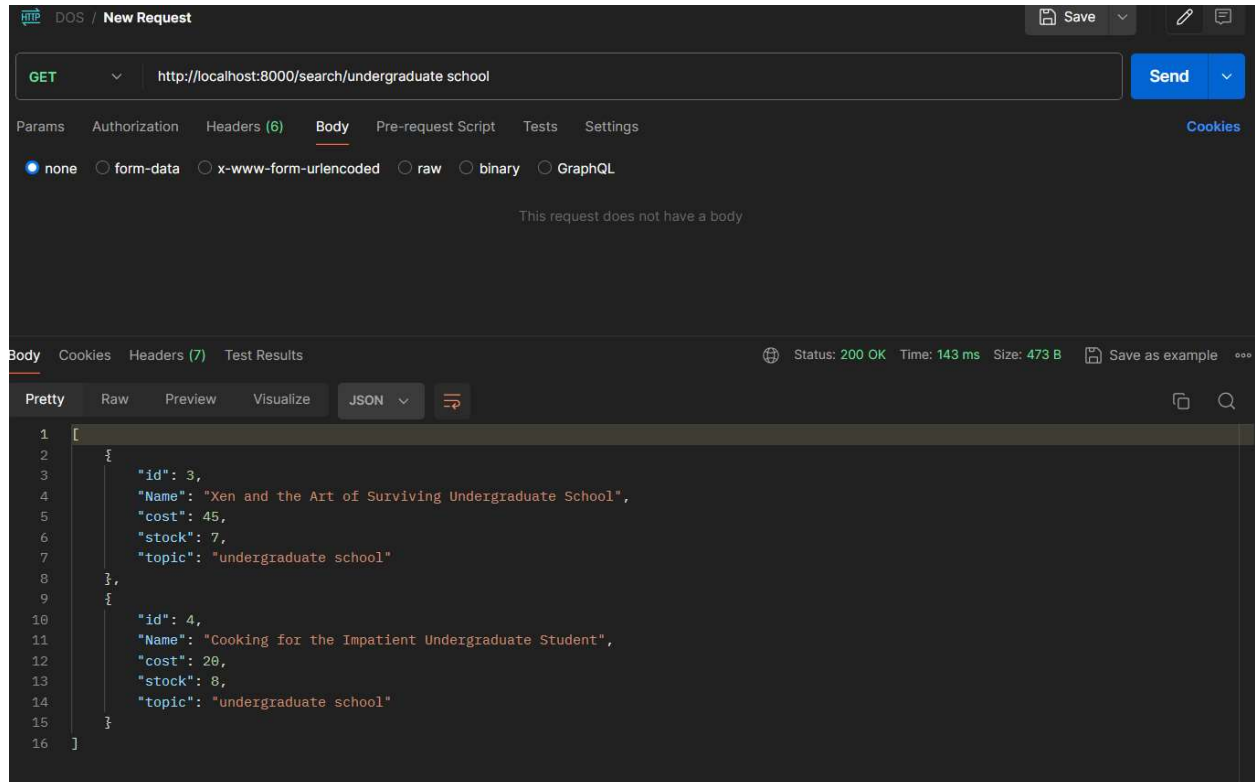 HTTP DOS / New Request Save
GET http://localhost:8000/search/undergraduate school Send
Params Authorization Headers (6) Body Pre-request Script Tests Settings Cookies
none form-data x-www-form-urlencoded raw binary GraphQL
This request does not have a body
Body Cookies Headers (7) Test Results Status: 200 OK Time: 143 ms Size: 473 B Save as example
Pretty Raw Preview Visualize JSON
1 [
2 {
3 "id": 3,
4 "Name": "Xen and the Art of Surviving Undergraduate School",
5 "cost": 45,
6 "stock": 7,
7 "topic": "undergraduate school"
8 },
9 {
10 "id": 4,
11 "Name": "Cooking for the Impatient Undergraduate Student",
12 "cost": 20,
13 "stock": 8,
14 "topic": "undergraduate school"
15 }
16 ]